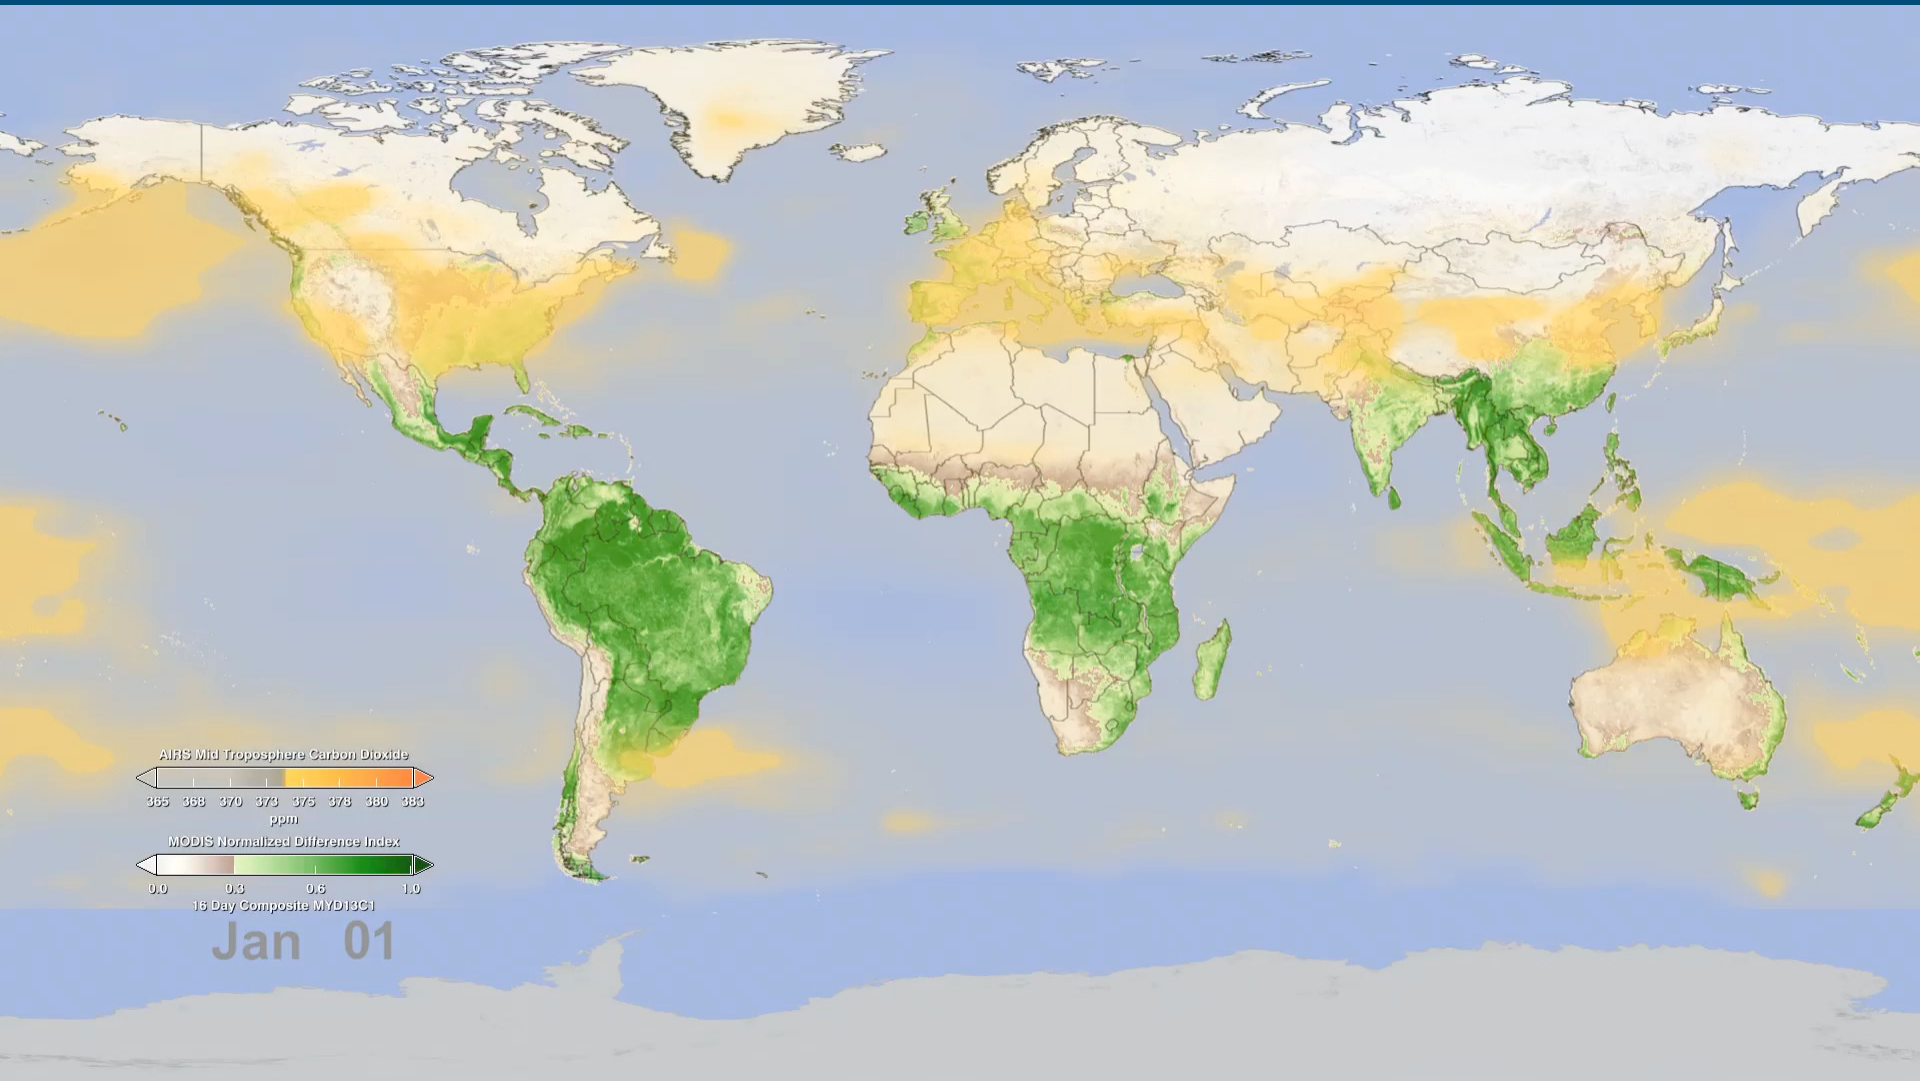 AIRS Mid Troposphere Carbon Dioxide
365 368 370 373 375 378 380 383
ppm
MODIS Normalized Difference Index
0.0 0.3 0.6 1.0
16 Day Composite MYD13C1
Jan 01